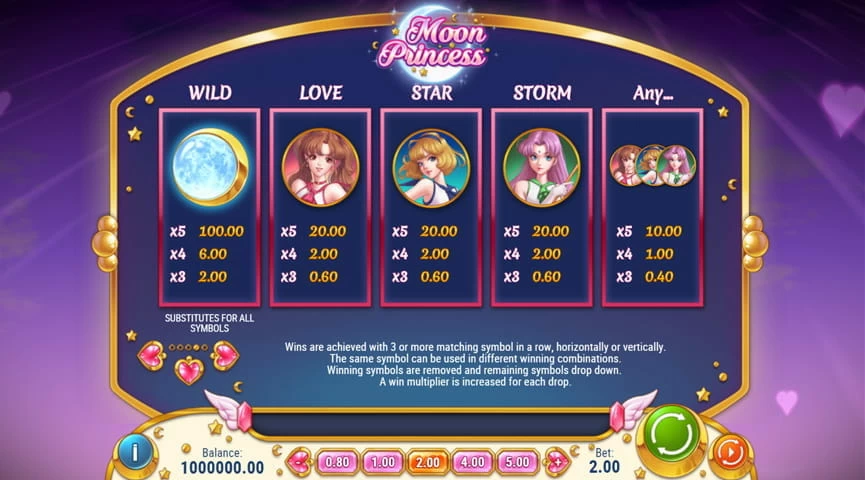 Moon
Princess
WILD LOVE STAR STORM Any...
x5 100.00 x5 20.00 x5 20.00 x5 20.00 x5 10.00
x4 6.00 x4 2.00 x4 2.00 x4 2.00 x4 1.00
x3 2.00 x3 0.60 x3 0.60 x3 0.60 x3 0.40
SUBSTITUTES FOR ALL
SYMBOLS
Wins are achieved with 3 or more matching symbol in a row, horizontally or vertically.
The same symbol can be used in different winning combinations.
Winning symbols are removed and remaining symbols drop down.
A win multiplier is increased for each drop.
i
Balance:
1000000.00
- 0.80 1.00 2.00 4.00 5.00 +
Bet:
2.00